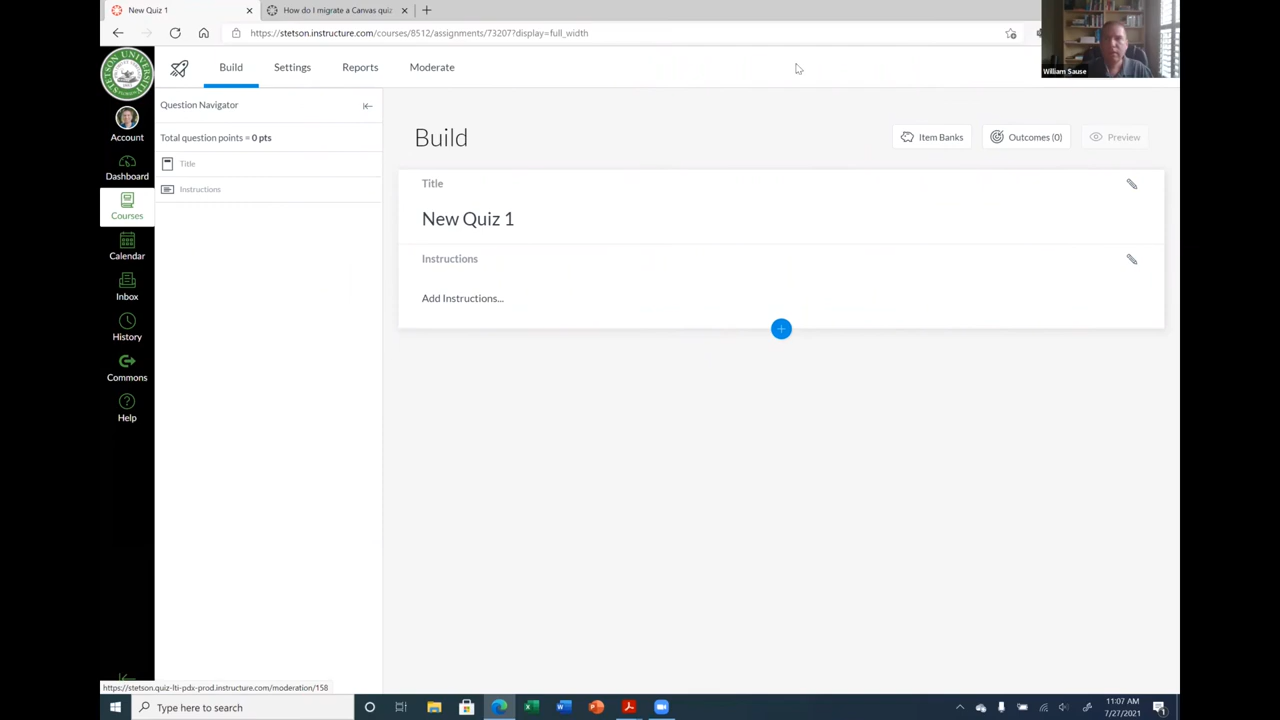 New Quiz 1
How do I migrate a Canvas quiz
https://stetson.instructure.com/courses/8512/assignments/73207?display=full_width
William Sause
STETSON UNIVERSITY
Build
Settings
Reports
Moderate
Account
Dashboard
Courses
Calendar
Inbox
History
Commons
Help
Question Navigator
Total question points = 0 pts
Title
Instructions
Build
Item Banks
Outcomes (0)
Preview
Title
New Quiz 1
Instructions
Add Instructions...
https://stetson.quiz-lti-pdx-prod.instructure.com/moderation/158
Type here to search
11:07 AM
7/27/2021
1